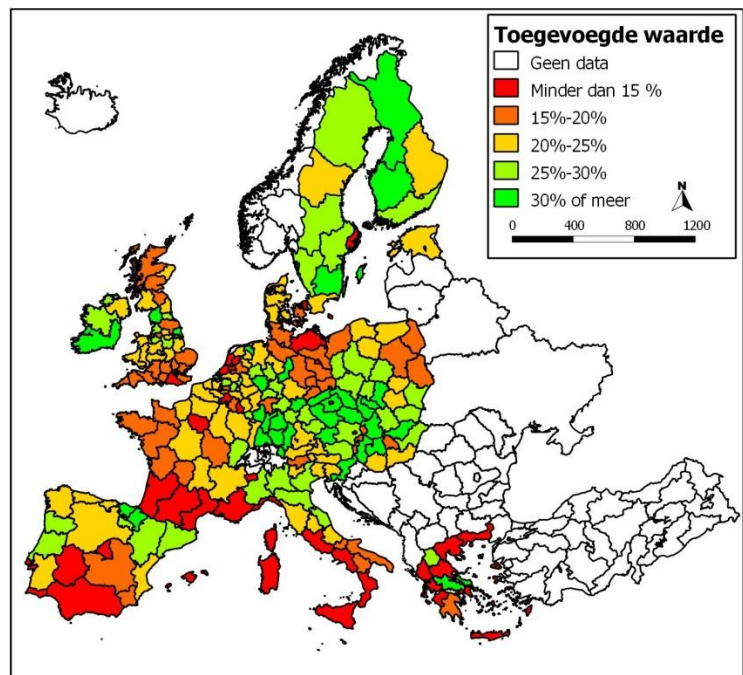 Toegevoegde waarde
Geen data
Minder dan 15 %
15%-20%
20%-25%
25%-30%
30% of meer
N
0 400 800 1200